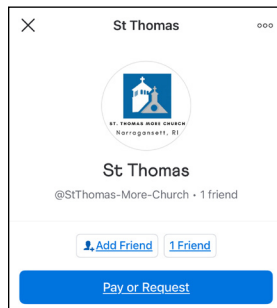 St Thomas
ST. THOMAS MORE CHURCH
Narragansett, RI
St Thomas
@StThomas-More-Church • 1 friend
Add Friend
1 Friend
Pay or Request